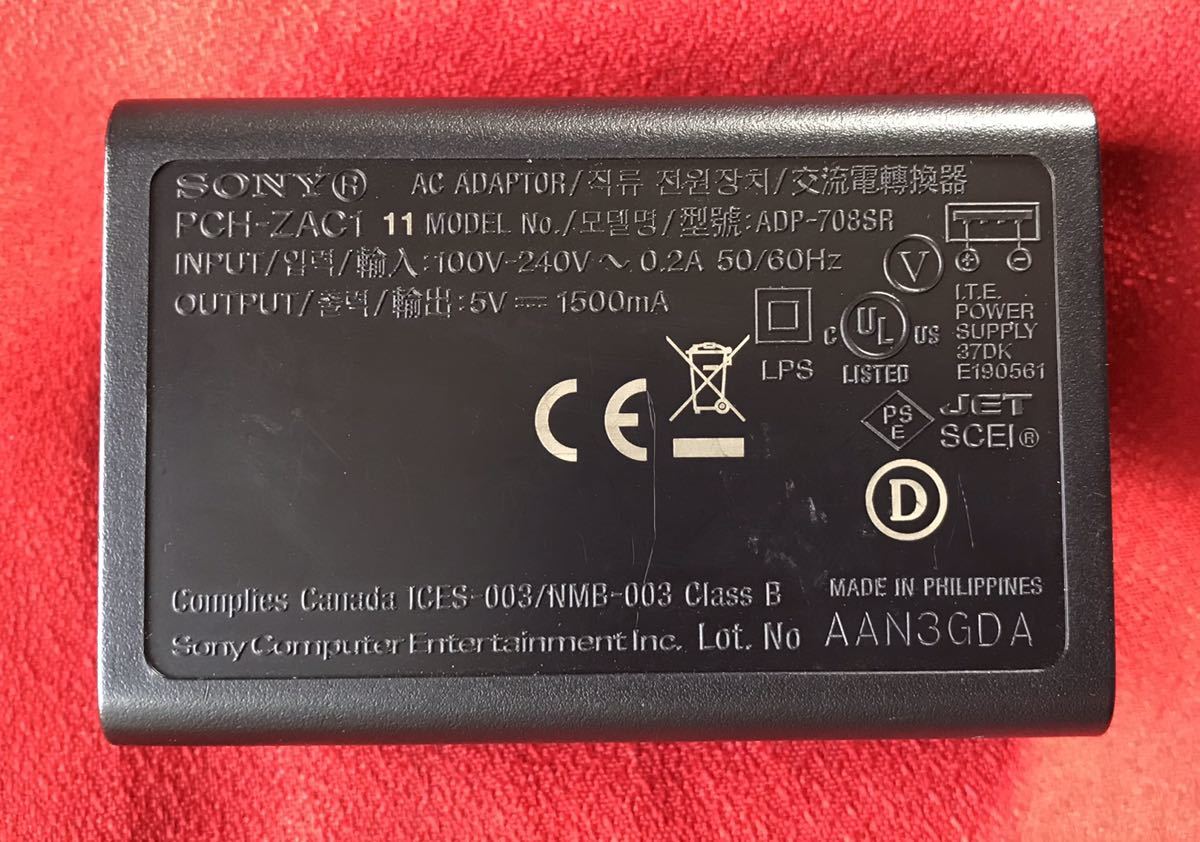 SONY® AC ADAPTOR/직류 전원장치/交流電轉換器
PCH-ZAC1 11 MODEL No./모델명/型號:ADP-708SR
INPUT/입력/輸入:100V-240V ~ 0.2A 50/60Hz
OUTPUT/출력/輸出:5V ⎓ 1500mA
V
+ -
LPS
C UL US
LISTED
I.T.E.
POWER
SUPPLY
37DK
E190561
CE
PS
E
JET
SCEI®
D
Complies Canada ICES-003/NMB-003 Class B
Sony Computer Entertainment Inc. Lot. No
MADE IN PHILIPPINES
AAN3GDA